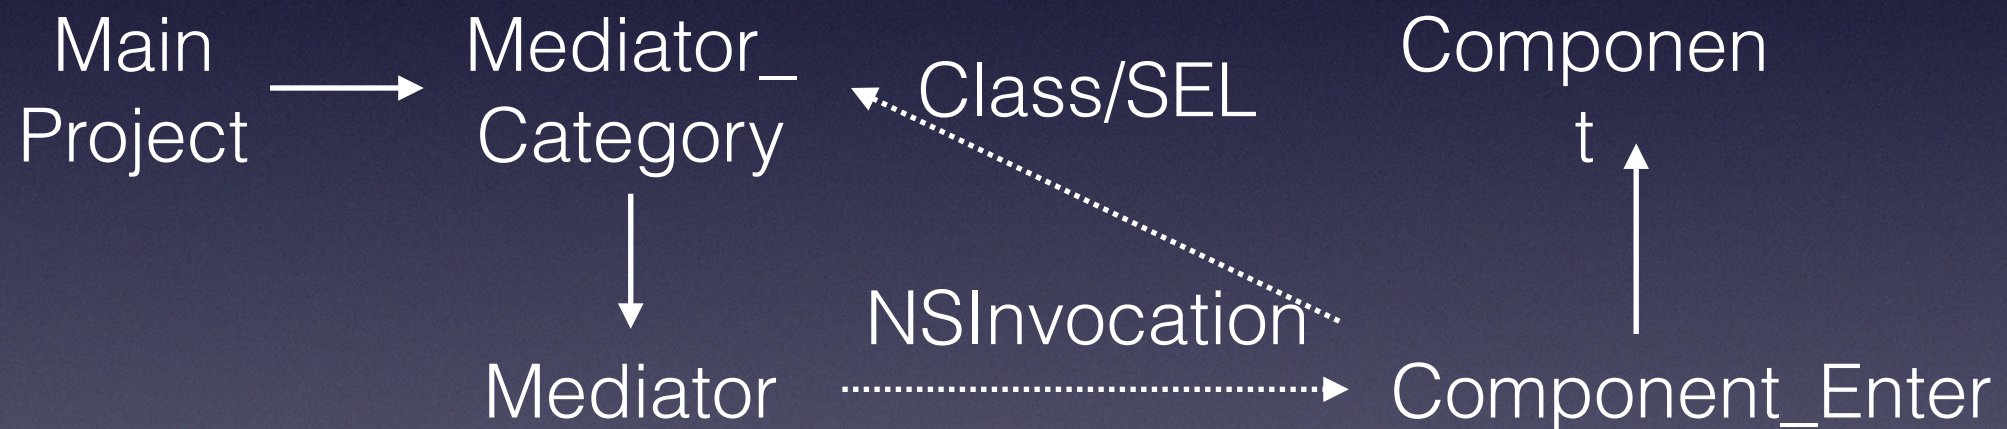 Main
Project
Mediator_
Category
Class/SEL
Componen
t
NSInvocation
Mediator
Component_Enter